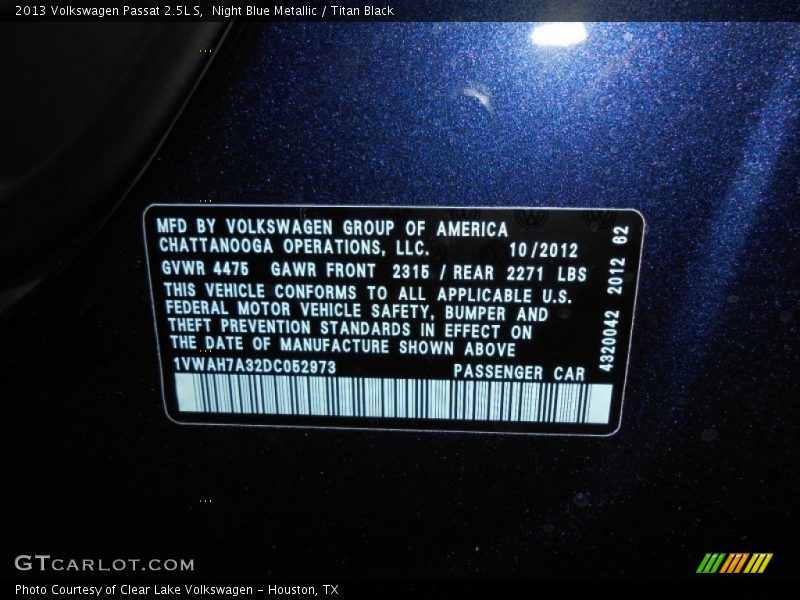 2013 Volkswagen Passat 2.5L S,  Night Blue Metallic / Titan Black
MFD BY VOLKSWAGEN GROUP OF AMERICA
CHATTANOOGA OPERATIONS, LLC. 10/2012
GVWR 4475 GAWR FRONT 2315 / REAR 2271 LBS
THIS VEHICLE CONFORMS TO ALL APPLICABLE U.S.
FEDERAL MOTOR VEHICLE SAFETY, BUMPER AND
THEFT PREVENTION STANDARDS IN EFFECT ON
THE DATE OF MANUFACTURE SHOWN ABOVE
1VWAH7A32DC052973 PASSENGER CAR
4320042 2012 62
GTCARLOT.COM
Photo Courtesy of Clear Lake Volkswagen – Houston, TX